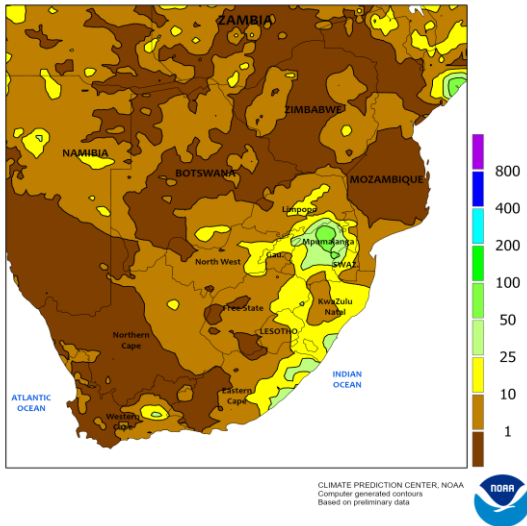 ZAMBIA
ZIMBABWE
NAMIBIA
BOTSWANA
MOZAMBIQUE
Limpopo
Mpumalanga
North West
Gau.
SWAZ.
KwaZulu
Natal
Free State
LESOTHO
Northern
Cape
Eastern
Cape
Western
Cape
ATLANTIC
OCEAN
INDIAN
OCEAN
800
400
200
100
50
25
10
1
CLIMATE PREDICTION CENTER, NOAA
Computer generated contours
Based on preliminary data
NOAA